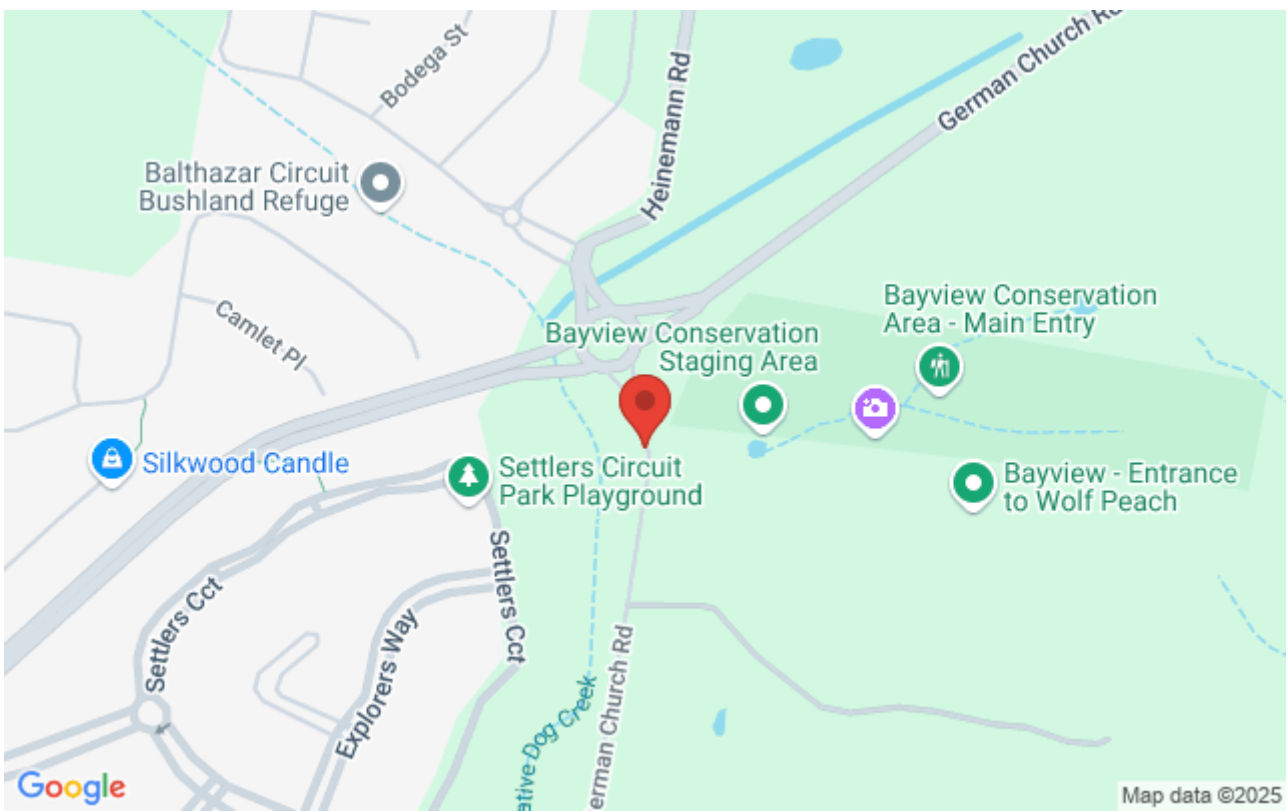 Bodega St
Heinemann Rd
German Church Rd
Balthazar Circuit
Bushland Refuge
Camlet Pl
Bayview Conservation
Staging Area
Bayview Conservation
Area - Main Entry
Silkwood Candle
Settlers Circuit
Park Playground
Bayview - Entrance
to Wolf Peach
Settlers Cct
Settlers Cct
Explorers Way
ative Dog Creek
erman Church Rd
Google
Map data ©2025